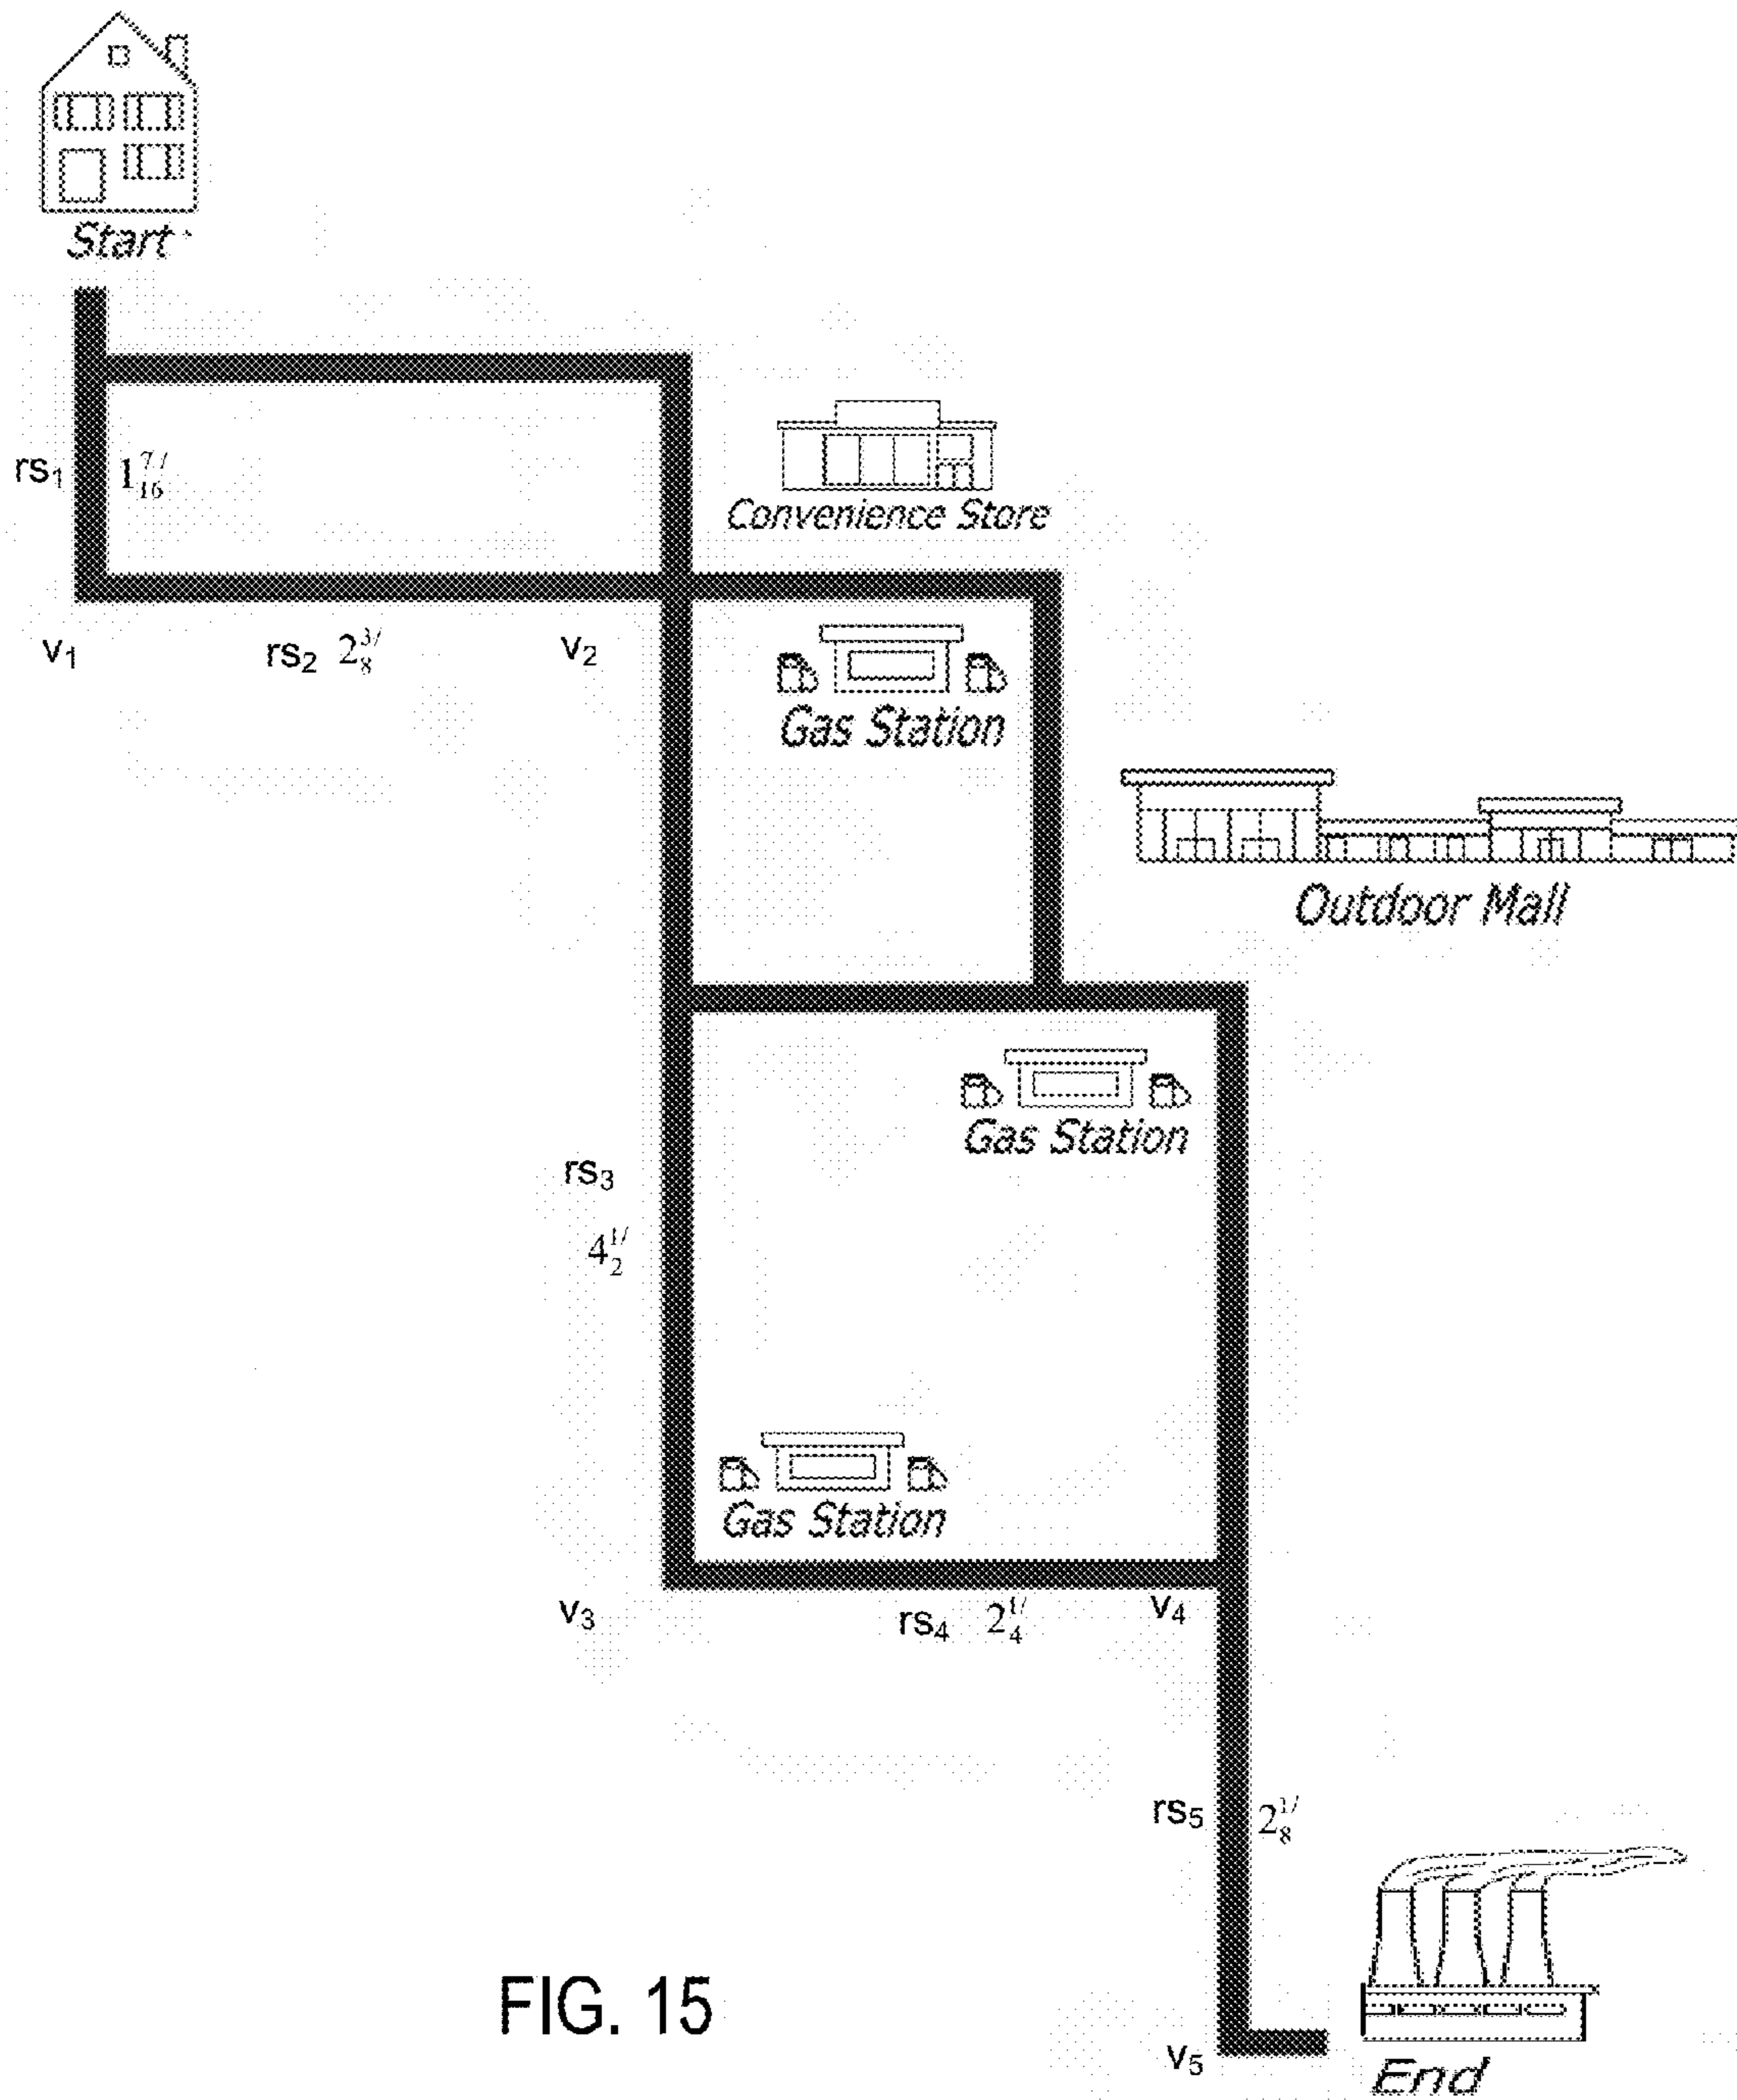 Start
rs₁ 1 7/16
Convenience Store
v₁ rs₂ 2 3/8 v₂
Gas Station
Outdoor Mall
Gas Station
rs₃
4 1/2
Gas Station
v₃ rs₄ 2 1/4 v₄
rs₅ 2 1/8
FIG. 15
v₅
End